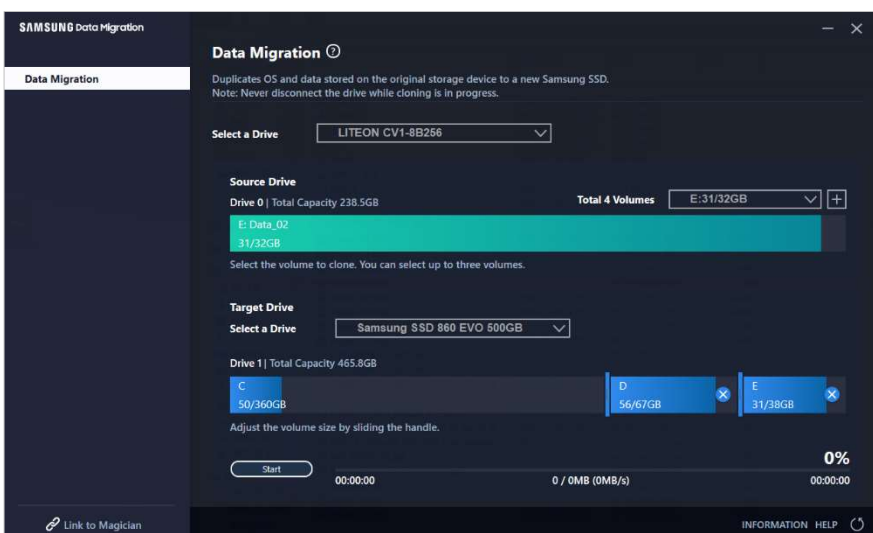 SAMSUNG Data Migration
Data Migration
Data Migration ?
Duplicates OS and data stored on the original storage device to a new Samsung SSD.
Note: Never disconnect the drive while cloning is in progress.
Select a Drive LITEON CV1-8B256
Source Drive
Drive 0 | Total Capacity 238.5GB Total 4 Volumes E:31/32GB +
E: Data_02
31/32GB
Select the volume to clone. You can select up to three volumes.
Target Drive
Select a Drive Samsung SSD 860 EVO 500GB
Drive 1 | Total Capacity 465.8GB
C D E
50/360GB 56/67GB 31/38GB
Adjust the volume size by sliding the handle.
0%
Start
00:00:00 0 / 0MB (0MB/s) 00:00:00
Link to Magician INFORMATION HELP